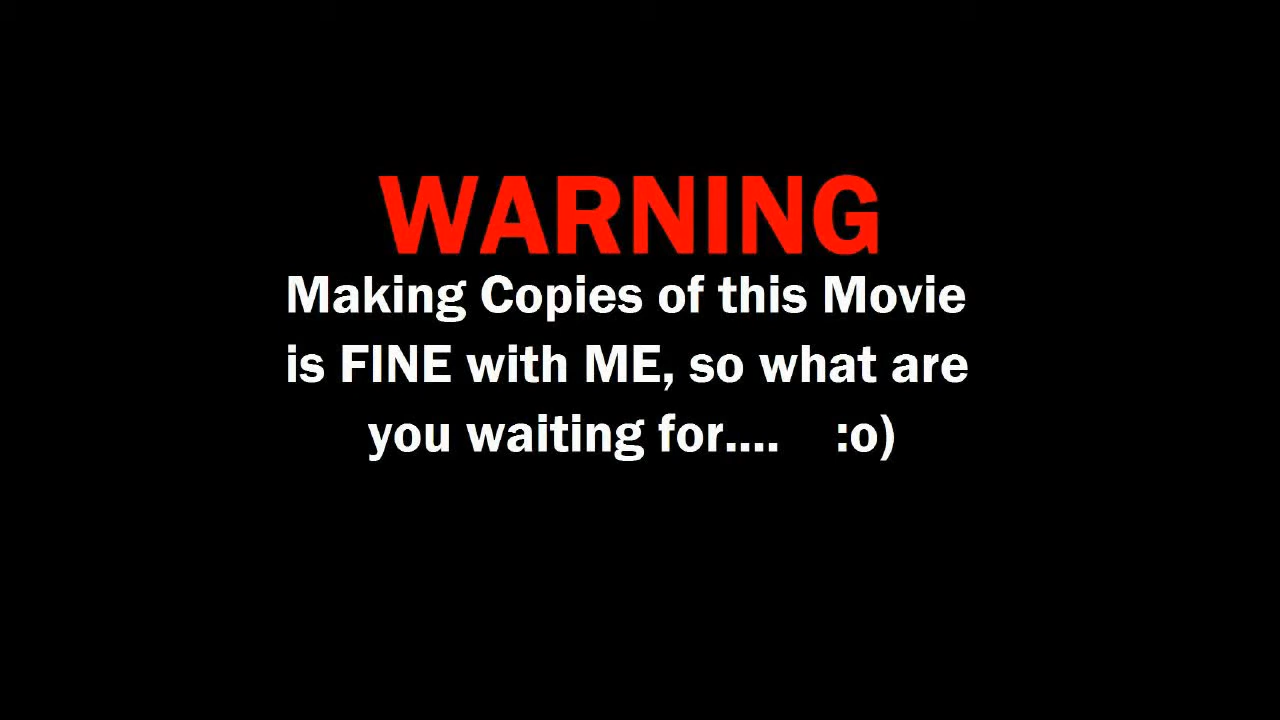 WARNING
Making Copies of this Movie
is FINE with ME, so what are
you waiting for.... :o)